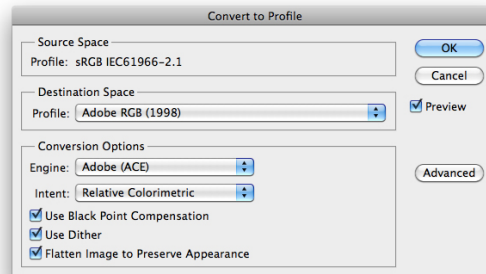 Convert to Profile
Source Space
Profile: sRGB IEC61966-2.1
Destination Space
Profile: Adobe RGB (1998)
Conversion Options
Engine: Adobe (ACE)
Intent: Relative Colorimetric
Use Black Point Compensation
Use Dither
Flatten Image to Preserve Appearance
OK
Cancel
Preview
Advanced